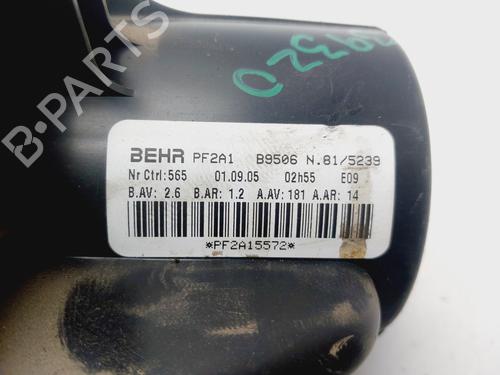 BEHR PF2A1 B9506 N.81/5239
Nr Ctrl:565 01.09.05 02h55 E09
B.AV: 2.6 B.AR: 1.2 A.AV: 181 A.AR: 14
*PF2A15572*
B-PARTS